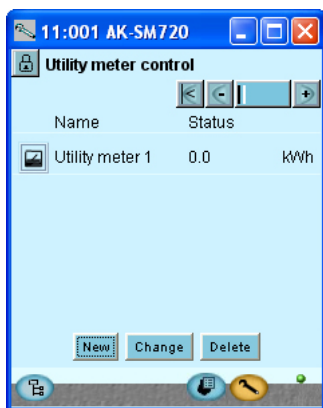 11:001 AK-SM720
Utility meter control
Name Status
Utility meter 1 0.0 kWh
New Change Delete